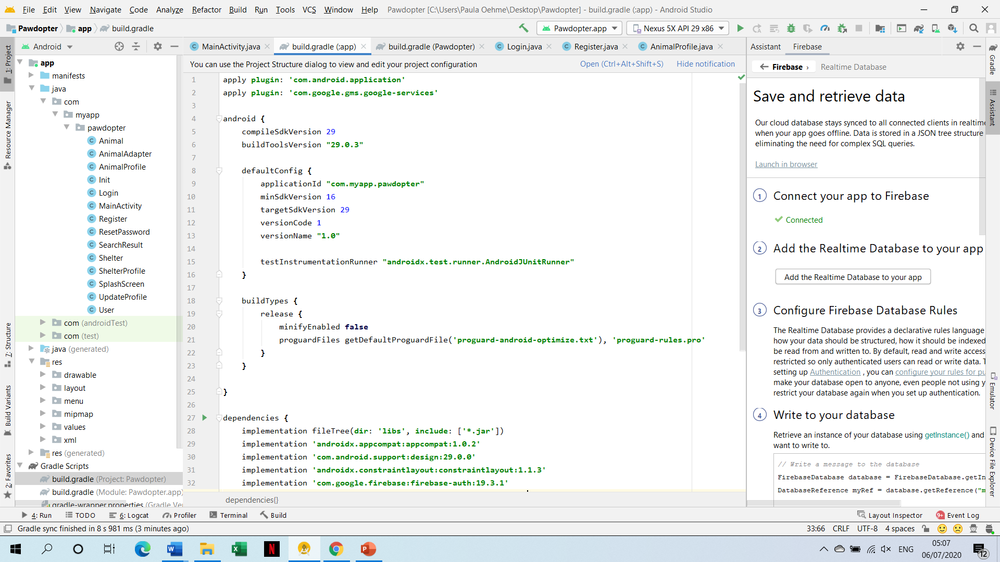 File Edit View Navigate Code Analyze Refactor Build Run Tools VCS Window Help Pawdopter [C:\Users\Paula Oehme\Desktop\Pawdopter] - build.gradle (:app) - Android Studio
Pawdopter app build.gradle Pawdopter.app Nexus 5X API 29 x86
Android
MainActivity.java build.gradle (:app) build.gradle (Pawdopter) Login.java Register.java AnimalProfile.java
Assistant Firebase
1: Project
Resource Manager
7: Structure
Build Variants
2: Favorites
app
manifests
java
com
myapp
pawdopter
Animal
AnimalAdapter
AnimalProfile
Init
Login
MainActivity
Register
ResetPassword
SearchResult
Shelter
ShelterProfile
SplashScreen
UpdateProfile
User
com (androidTest)
com (test)
java (generated)
res
drawable
layout
menu
mipmap
values
xml
res (generated)
Gradle Scripts
build.gradle (Project: Pawdopter)
build.gradle (Module: Pawdopter.app)
gradle-wrapper.properties (Gradle Ve
You can use the Project Structure dialog to view and edit your project configuration Open (Ctrl+Alt+Shift+S) Hide notification
1 apply plugin: 'com.android.application'
2 apply plugin: 'com.google.gms.google-services'
3
4 android {
5 compileSdkVersion 29
6 buildToolsVersion "29.0.3"
7
8 defaultConfig {
9 applicationId "com.myapp.pawdopter"
10 minSdkVersion 16
11 targetSdkVersion 29
12 versionCode 1
13 versionName "1.0"
14
15 testInstrumentationRunner "androidx.test.runner.AndroidJUnitRunner"
16 }
17
18 buildTypes {
19 release {
20 minifyEnabled false
21 proguardFiles getDefaultProguardFile('proguard-android-optimize.txt'), 'proguard-rules.pro'
22 }
23 }
24
25 }
26
27 dependencies {
28 implementation fileTree(dir: 'libs', include: ['*.jar'])
29 implementation 'androidx.appcompat:appcompat:1.0.2'
30 implementation 'com.android.support:design:29.0.0'
31 implementation 'androidx.constraintlayout:constraintlayout:1.1.3'
32 implementation 'com.google.firebase:firebase-auth:19.3.1'
dependencies{}
Firebase › Realtime Database
Save and retrieve data
Our cloud database stays synced to all connected clients in realtime
when your app goes offline. Data is stored in a JSON tree structure
eliminating the need for complex SQL queries.
Launch in browser
1 Connect your app to Firebase
Connected
2 Add the Realtime Database to your app
Add the Realtime Database to your app
3 Configure Firebase Database Rules
The Realtime Database provides a declarative rules language
how your data should be structured, how it should be indexed
be read from and written to. By default, read and write access
restricted so only authenticated users can read or write data. T
setting up Authentication , you can configure your rules for pu
make your database open to anyone, even people not using y
restrict your database again when you set up authentication.
4 Write to your database
Retrieve an instance of your database using getInstance() and
want to write to.
// Write a message to the database
FirebaseDatabase database = FirebaseDatabase.getIn
DatabaseReference myRef = database.getReference("m
Gradle
Assistant
Emulator
Device File Explorer
4: Run TODO 6: Logcat Profiler Terminal Build Layout Inspector 9+ Event Log
Gradle sync finished in 8 s 981 ms (3 minutes ago) 33:66 CRLF UTF-8 4 spaces
ENG
05:07
06/07/2020
12